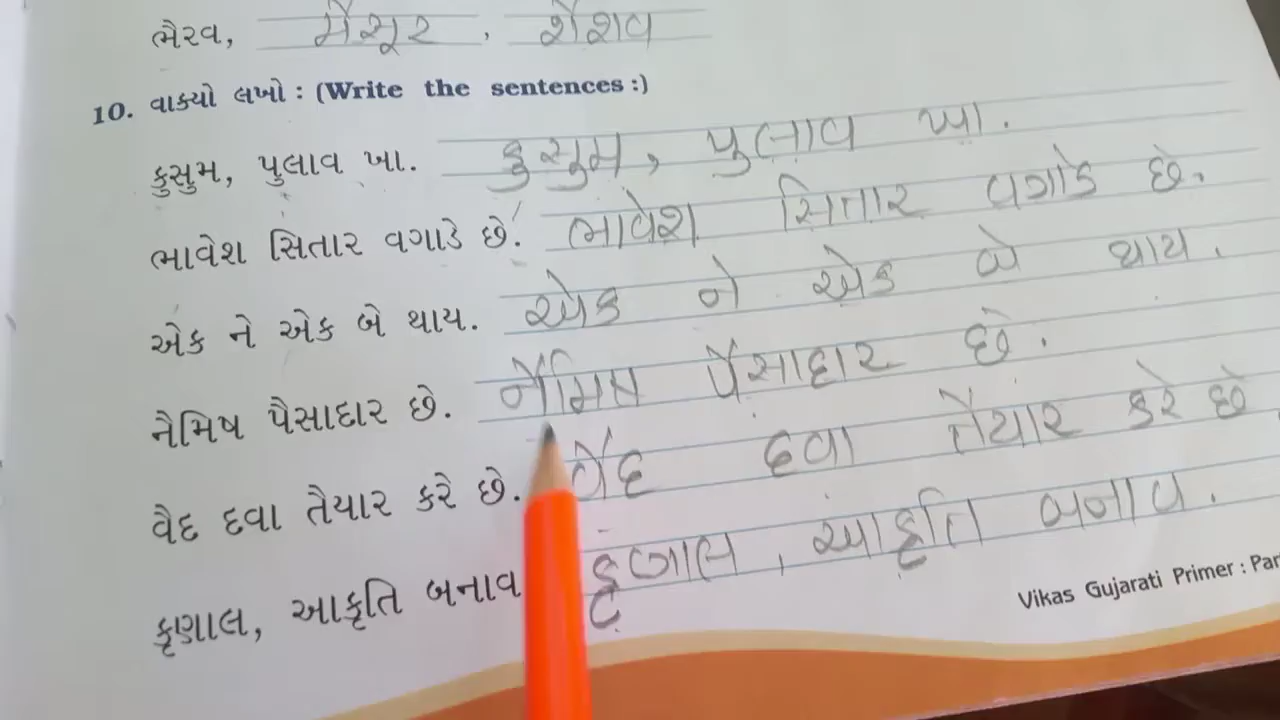 ભૈરવ, મૈસૂર , શૈશવ
10. વાક્યો લખો : (Write the sentences :)
કુસુમ, પુલાવ ખા. કુસુમ, પુલાવ ખા.
ભાવેશ સિતાર વગાડે છે. ભાવેશ સિતાર વગાડે છે.
એક ને એક બે થાય. એક ને એક બે થાય.
નૈમિષ પૈસાદાર છે. નૈમિષ પૈસાદાર છે.
વૈદ દવા તૈયાર કરે છે. વૈદ દવા તૈયાર કરે છે
કૃણાલ, આકૃતિ બનાવ કૃણાલ, આકૃતિ બનાવ.
Vikas Gujarati Primer : Par